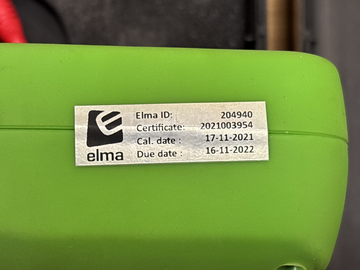 Elma ID: 204940
Certificate: 2021003954
Cal. date : 17-11-2021
Due date : 16-11-2022
elma